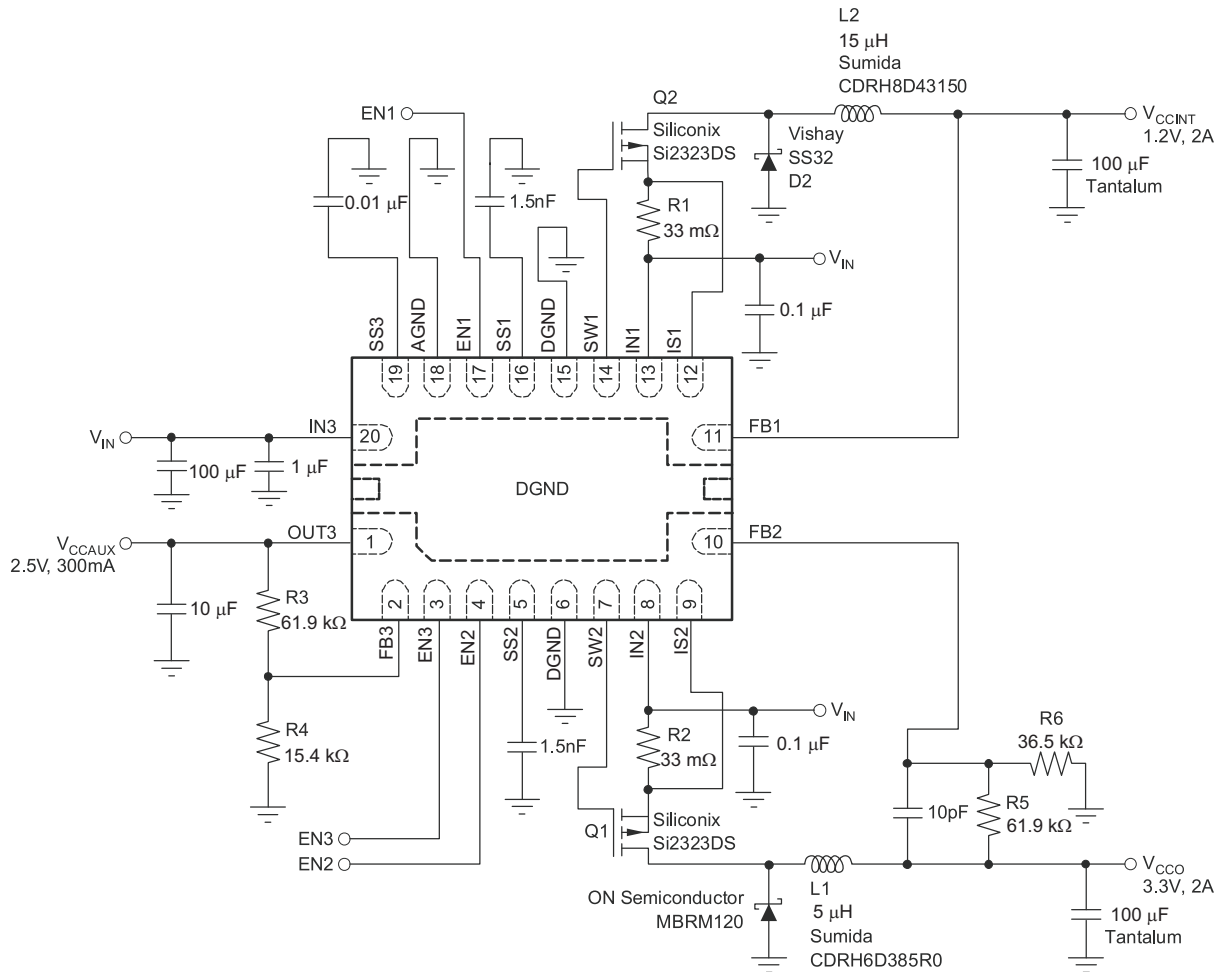 L2
15 μH
Sumida
CDRH8D43150
Q2
EN1
Siliconix
Si2323DS
Vishay
SS32
D2
VCCINT
1.2V, 2A
100 μF
Tantalum
0.01 μF
1.5nF
R1
33 mΩ
VIN
0.1 μF
SS3
AGND
EN1
SS1
DGND
SW1
IN1
IS1
19
18
17
16
15
14
13
12
VIN
IN3
20
11
FB1
100 μF
1 μF
DGND
VCCAUX
2.5V, 300mA
OUT3
1
10
FB2
10 μF
R3
61.9 kΩ
2
3
4
5
6
7
8
9
FB3
EN3
EN2
SS2
DGND
SW2
IN2
IS2
R4
15.4 kΩ
1.5nF
VIN
R2
33 mΩ
0.1 μF
R6
36.5 kΩ
10pF
R5
61.9 kΩ
Q1
Siliconix
Si2323DS
EN3
EN2
VCCO
3.3V, 2A
ON Semiconductor
MBRM120
L1
5 μH
Sumida
CDRH6D385R0
100 μF
Tantalum